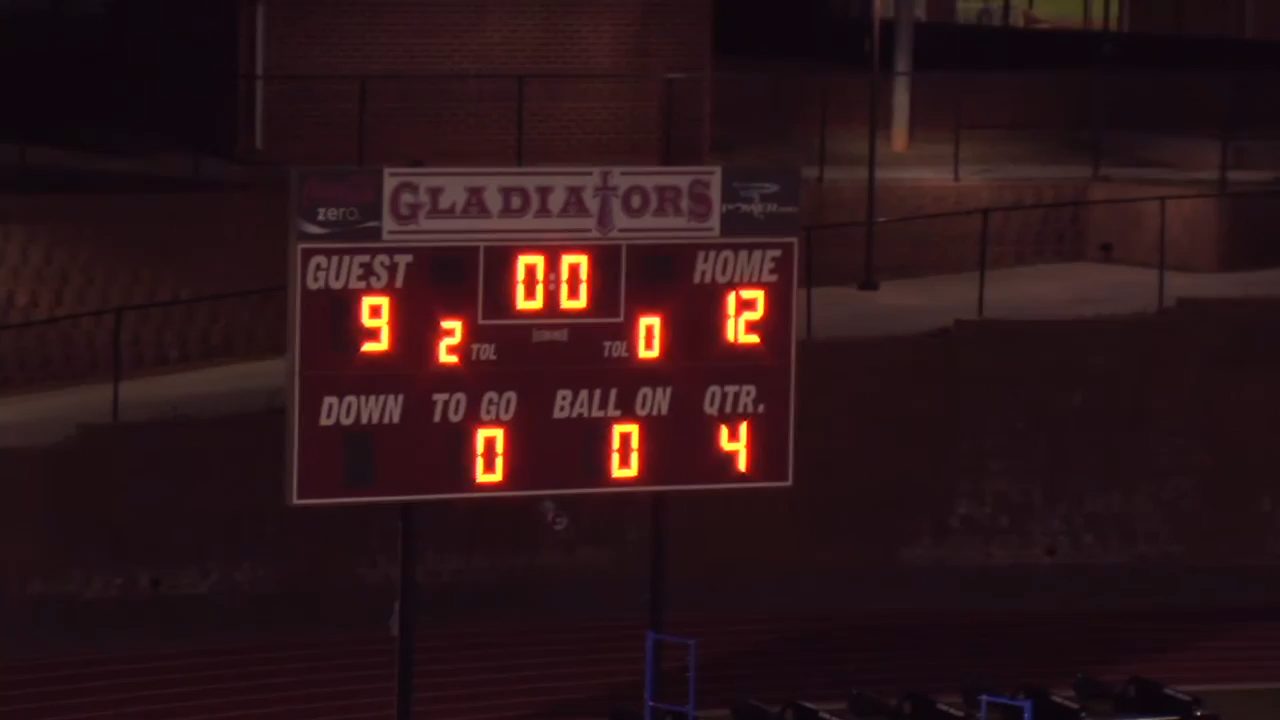 zero
GLADIATORS
POWER
GUEST 0:0 HOME
9 2 TOL TOL 0 12
DOWN TO GO BALL ON QTR.
0 0 4